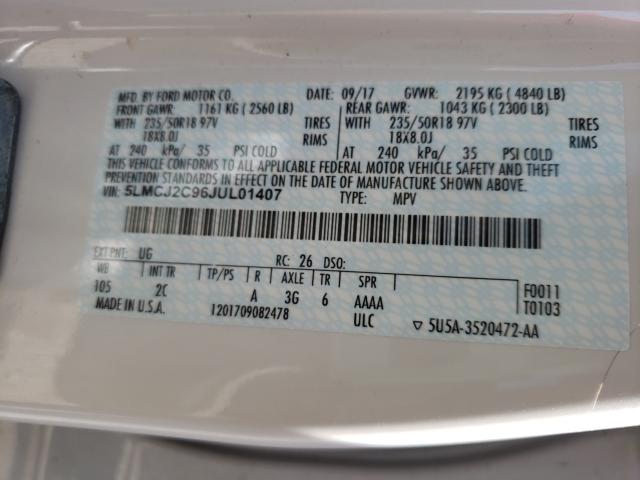 MFD. BY FORD MOTOR CO. DATE: 09/17 GVWR: 2195 KG ( 4840 LB)
FRONT GAWR: 1161 KG ( 2560 LB) REAR GAWR: 1043 KG ( 2300 LB)
WITH 235/50R18 97V TIRES WITH 235/50R18 97V TIRES
18X8.0J RIMS 18X8.0J RIMS
AT 240 kPa/ 35 PSI COLD AT 240 kPa/ 35 PSI COLD
THIS VEHICLE CONFORMS TO ALL APPLICABLE FEDERAL MOTOR VEHICLE SAFETY AND THEFT
PREVENTION STANDARDS IN EFFECT ON THE DATE OF MANUFACTURE SHOWN ABOVE.
VIN: 5LMCJ2C96JUL01407 TYPE: MPV
EXT PNT: UG RC: 26 DSO:
WB INT TR TP/PS R AXLE TR SPR
105 2C A 3G 6 AAAA F0011
MADE IN U.S.A. 1201709082478 ULC T0103
▽ 5U5A-3520472-AA